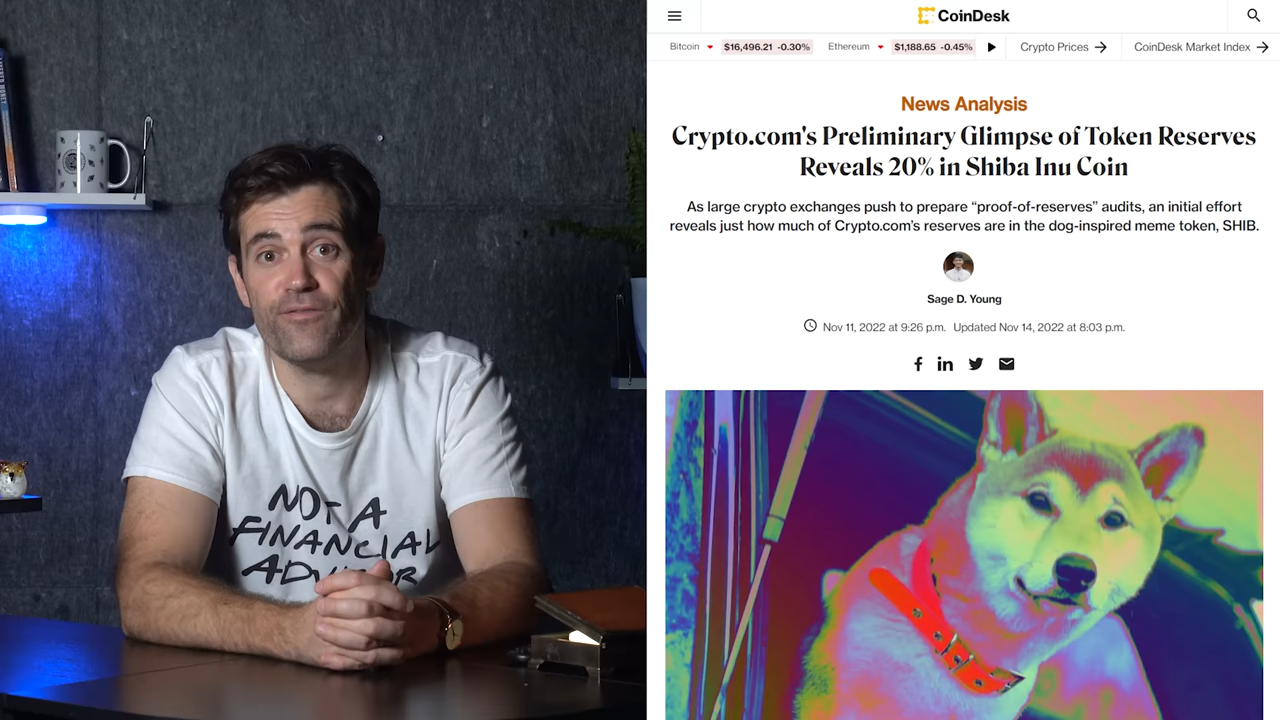 NOT A
FINANCIAL
ADVISOR
CoinDesk
Bitcoin $16,496.21 -0.30% Ethereum $1,188.65 -0.45% Crypto Prices CoinDesk Market Index
News Analysis
Crypto.com's Preliminary Glimpse of Token Reserves
Reveals 20% in Shiba Inu Coin
As large crypto exchanges push to prepare “proof-of-reserves” audits, an initial effort
reveals just how much of Crypto.com’s reserves are in the dog-inspired meme token, SHIB.
Sage D. Young
Nov 11, 2022 at 9:26 p.m. Updated Nov 14, 2022 at 8:03 p.m.